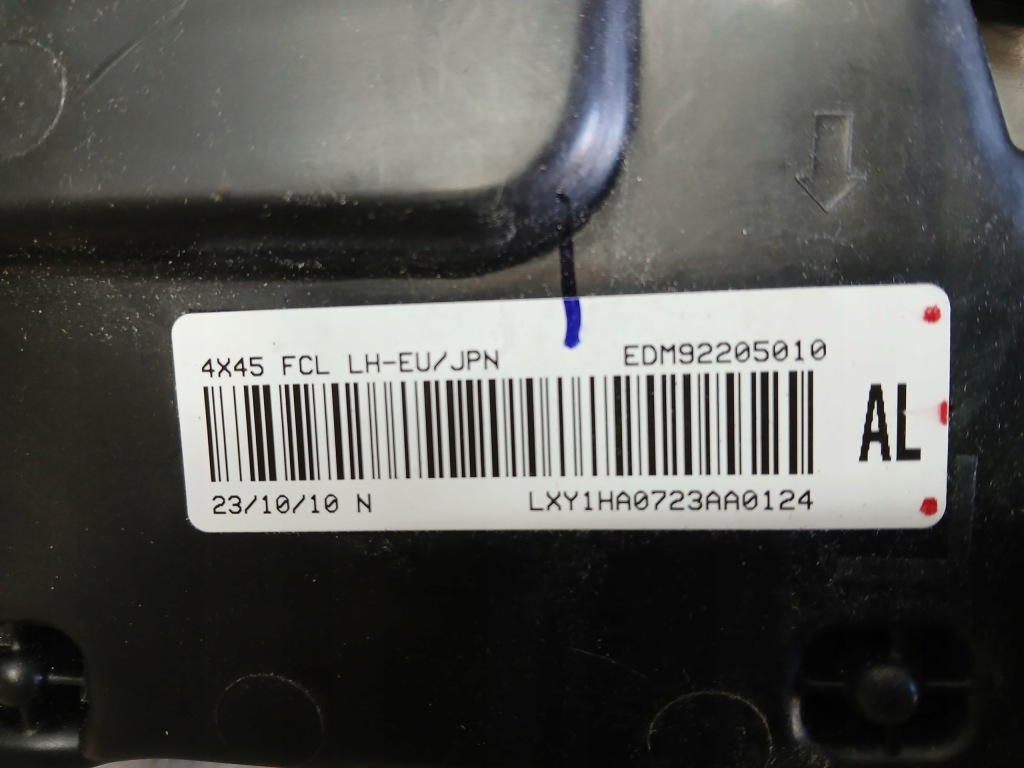 4X45 FCL LH-EU/JPN EDM92205010
AL
23/10/10 N LXY1HA0723AA0124